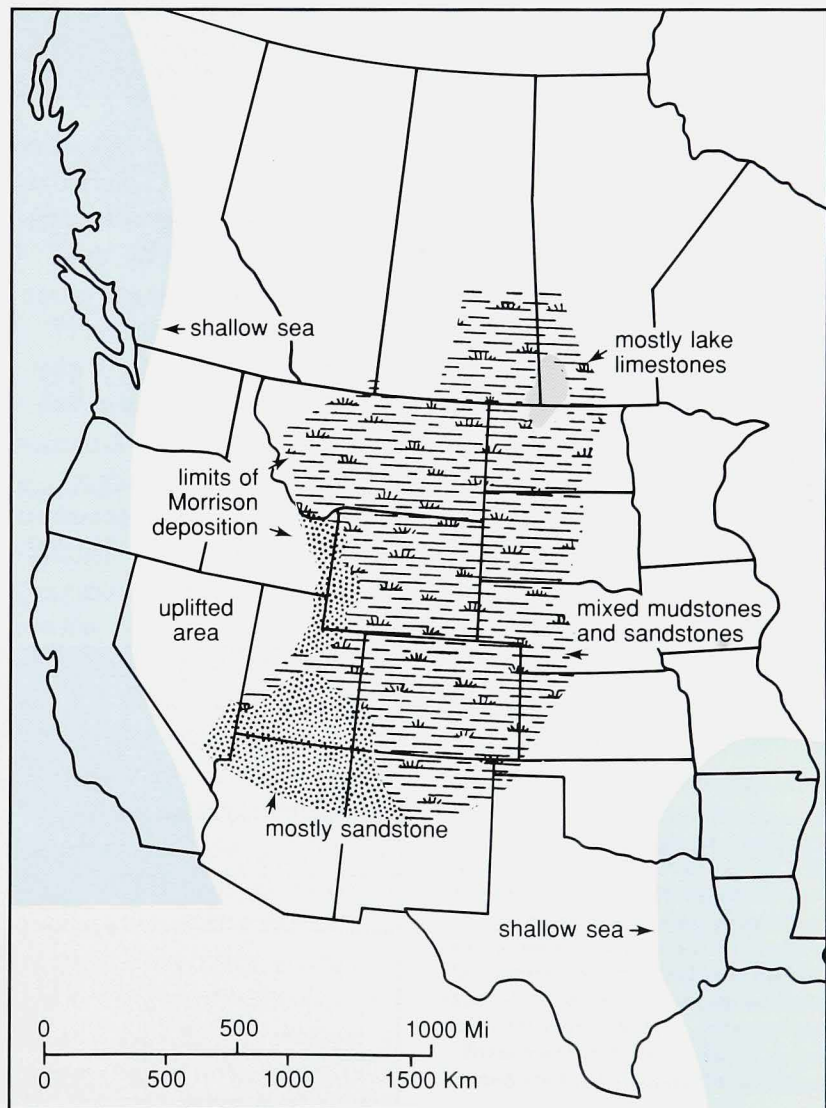 shallow sea
mostly lake
limestones
limits of
Morrison
deposition
uplifted
area
mixed mudstones
and sandstones
mostly sandstone
shallow sea
0 500 1000 Mi
0 500 1000 1500 Km